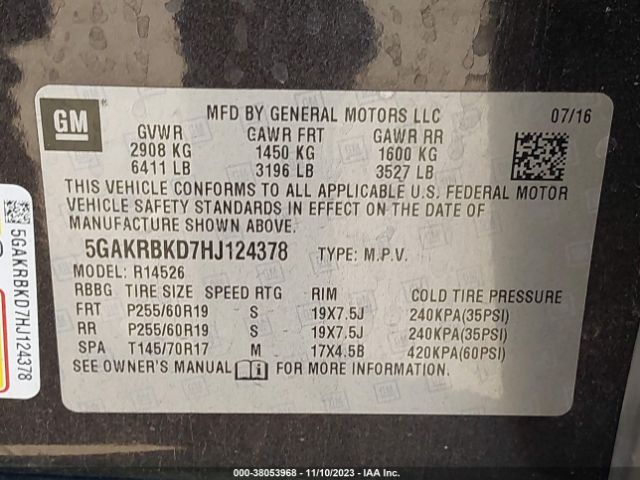 GM
MFD BY GENERAL MOTORS LLC
07/16
GVWR GAWR FRT GAWR RR
2908 KG 1450 KG 1600 KG
6411 LB 3196 LB 3527 LB
THIS VEHICLE CONFORMS TO ALL APPLICABLE U.S. FEDERAL MOTOR
VEHICLE SAFETY STANDARDS IN EFFECT ON THE DATE OF
MANUFACTURE SHOWN ABOVE.
5GAKRBKD7HJ124378 TYPE: M.P.V.
MODEL: R14526
RBBG TIRE SIZE SPEED RTG RIM COLD TIRE PRESSURE
FRT P255/60R19 S 19X7.5J 240KPA(35PSI)
RR P255/60R19 S 19X7.5J 240KPA(35PSI)
SPA T145/70R17 M 17X4.5B 420KPA(60PSI)
SEE OWNER'S MANUAL FOR MORE INFORMATION.
5GAKRBKD7HJ124378
000-38053968 - 11/10/2023 - IAA Inc.